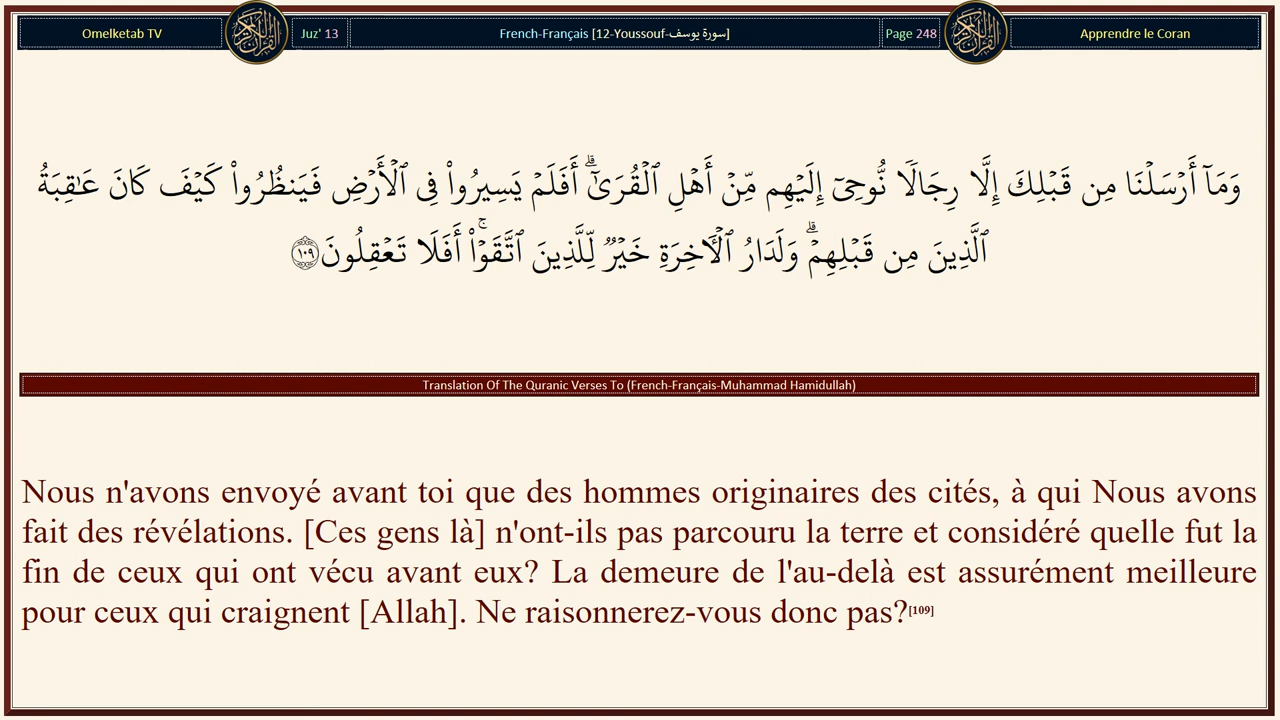 Omelketab TV
Juz' 13
French-Français [12-Youssouf-سورة يوسف]
Page 248
Apprendre le Coran
وَمَآ أَرۡسَلۡنَا مِن قَبۡلِكَ إِلَّا رِجَالٗا نُّوحِيٓ إِلَيۡهِم مِّنۡ أَهۡلِ ٱلۡقُرَىٰٓۗ أَفَلَمۡ يَسِيرُواْ فِي ٱلۡأَرۡضِ فَيَنظُرُواْ كَيۡفَ كَانَ عَٰقِبَةُ
ٱلَّذِينَ مِن قَبۡلِهِمۡۗ وَلَدَارُ ٱلۡأٓخِرَةِ خَيۡرٞ لِّلَّذِينَ ٱتَّقَوۡاْۚ أَفَلَا تَعۡقِلُونَ ١٠٩
Translation Of The Quranic Verses To (French-Français-Muhammad Hamidullah)
Nous n'avons envoyé avant toi que des hommes originaires des cités, à qui Nous avons
fait des révélations. [Ces gens là] n'ont-ils pas parcouru la terre et considéré quelle fut la
fin de ceux qui ont vécu avant eux? La demeure de l'au-delà est assurément meilleure
pour ceux qui craignent [Allah]. Ne raisonnerez-vous donc pas?[109]